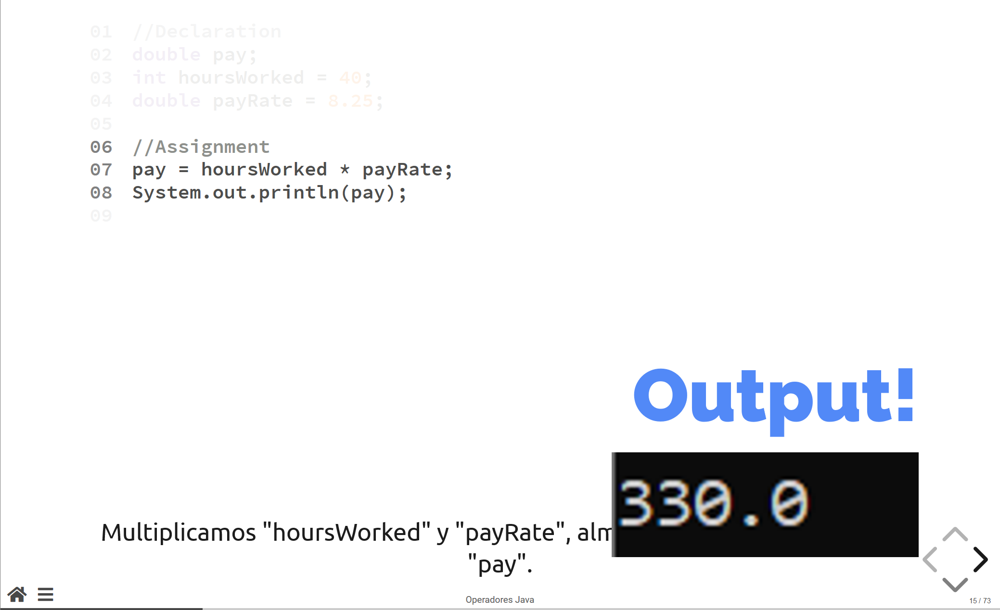 01 //Declaration
02 double pay;
03 int hoursWorked = 40;
04 double payRate = 8.25;
05
06 //Assignment
07 pay = hoursWorked * payRate;
08 System.out.println(pay);
09
Output!
330.0
Multiplicamos "hoursWorked" y "payRate",
"pay".
Operadores Java
15 / 73